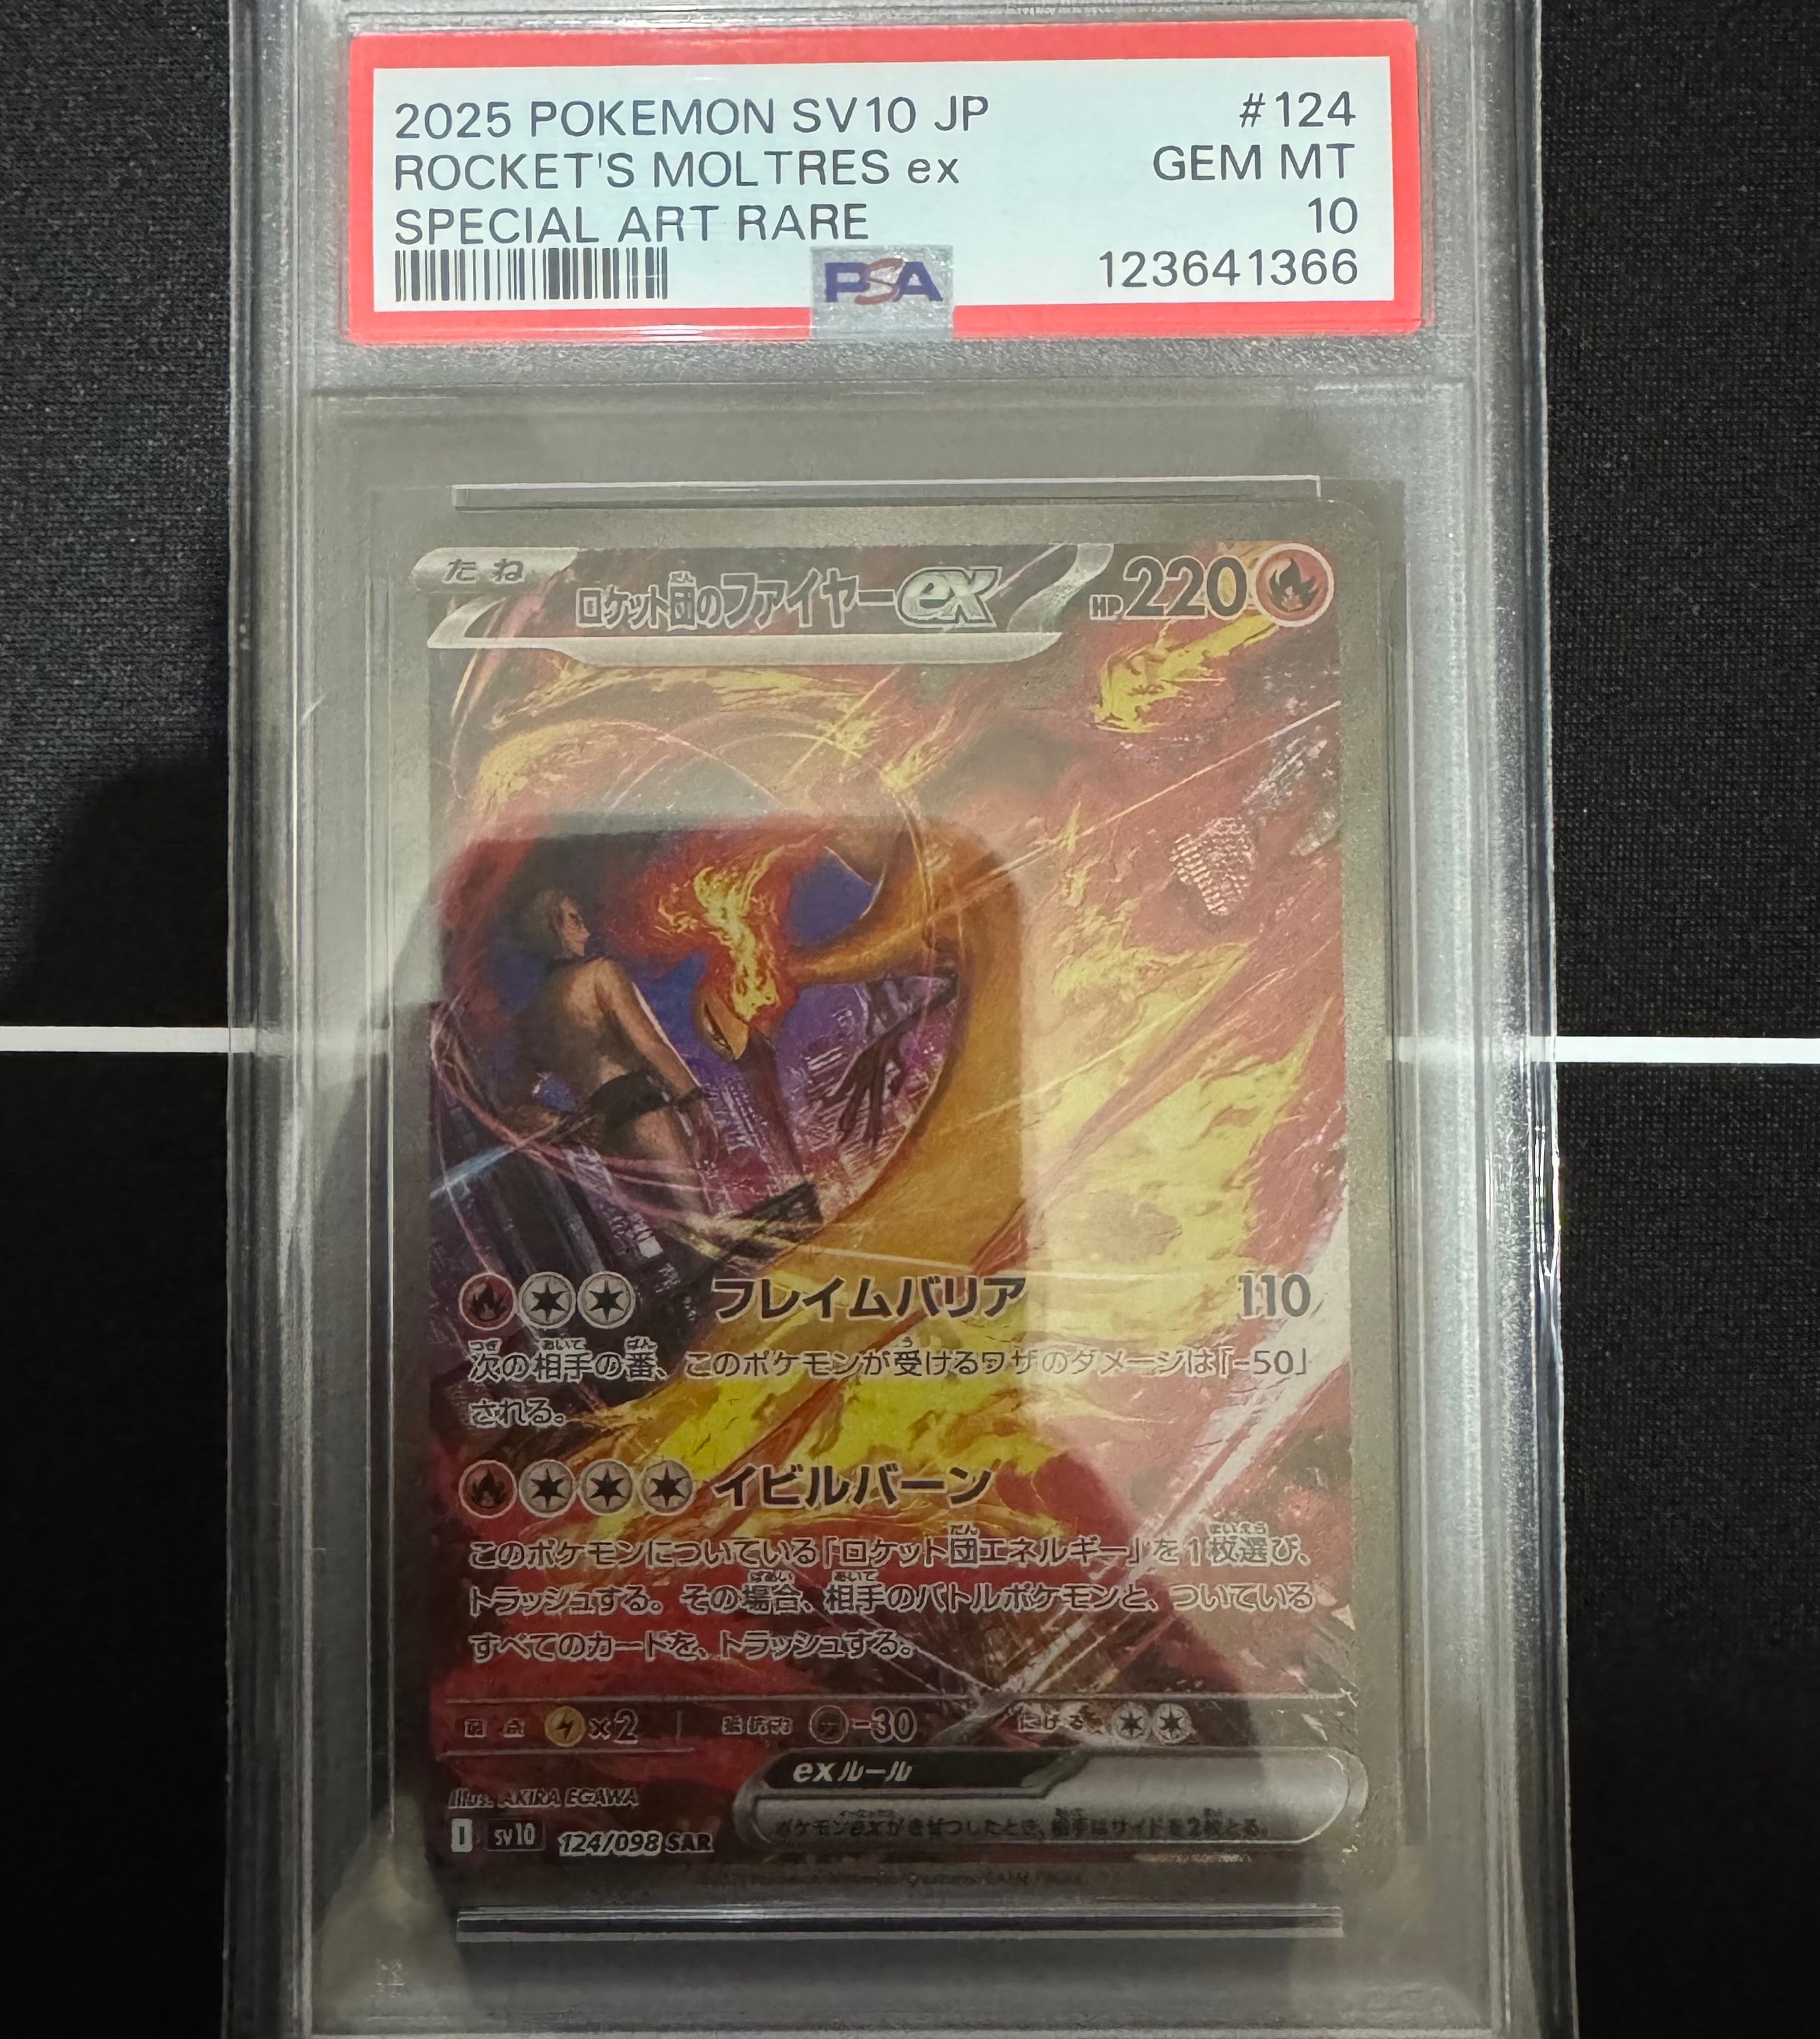 2025 POKEMON SV10 JP #124
ROCKET'S MOLTRES ex GEM MT
SPECIAL ART RARE 10
PSA 123641366
たね ロケット団のファイヤーex HP 220
フレイムバリア 110
次の相手の番、このポケモンが受けるワザのダメージは「-50」
される。
イビルバーン
このポケモンについている「ロケット団エネルギー」を1枚選び、
トラッシュする。その場合、相手のバトルポケモンと、ついている
すべてのカードを、トラッシュする。
弱点 ×2 抵抗力 -30 にげる
exルール
ポケモンexがきぜつしたとき、相手はサイドを2枚とる。
Illus. AKIRA EGAWA
I sv10 124/098 SAR